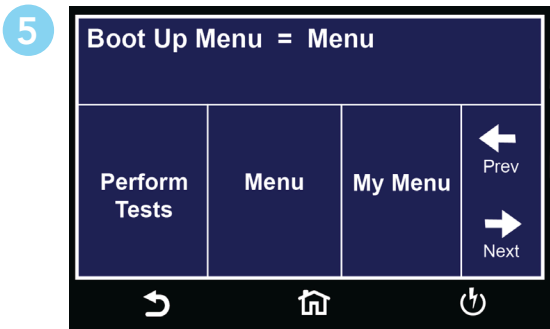 5
Boot Up Menu = Menu
Perform
Tests
Menu
My Menu
Prev
Next